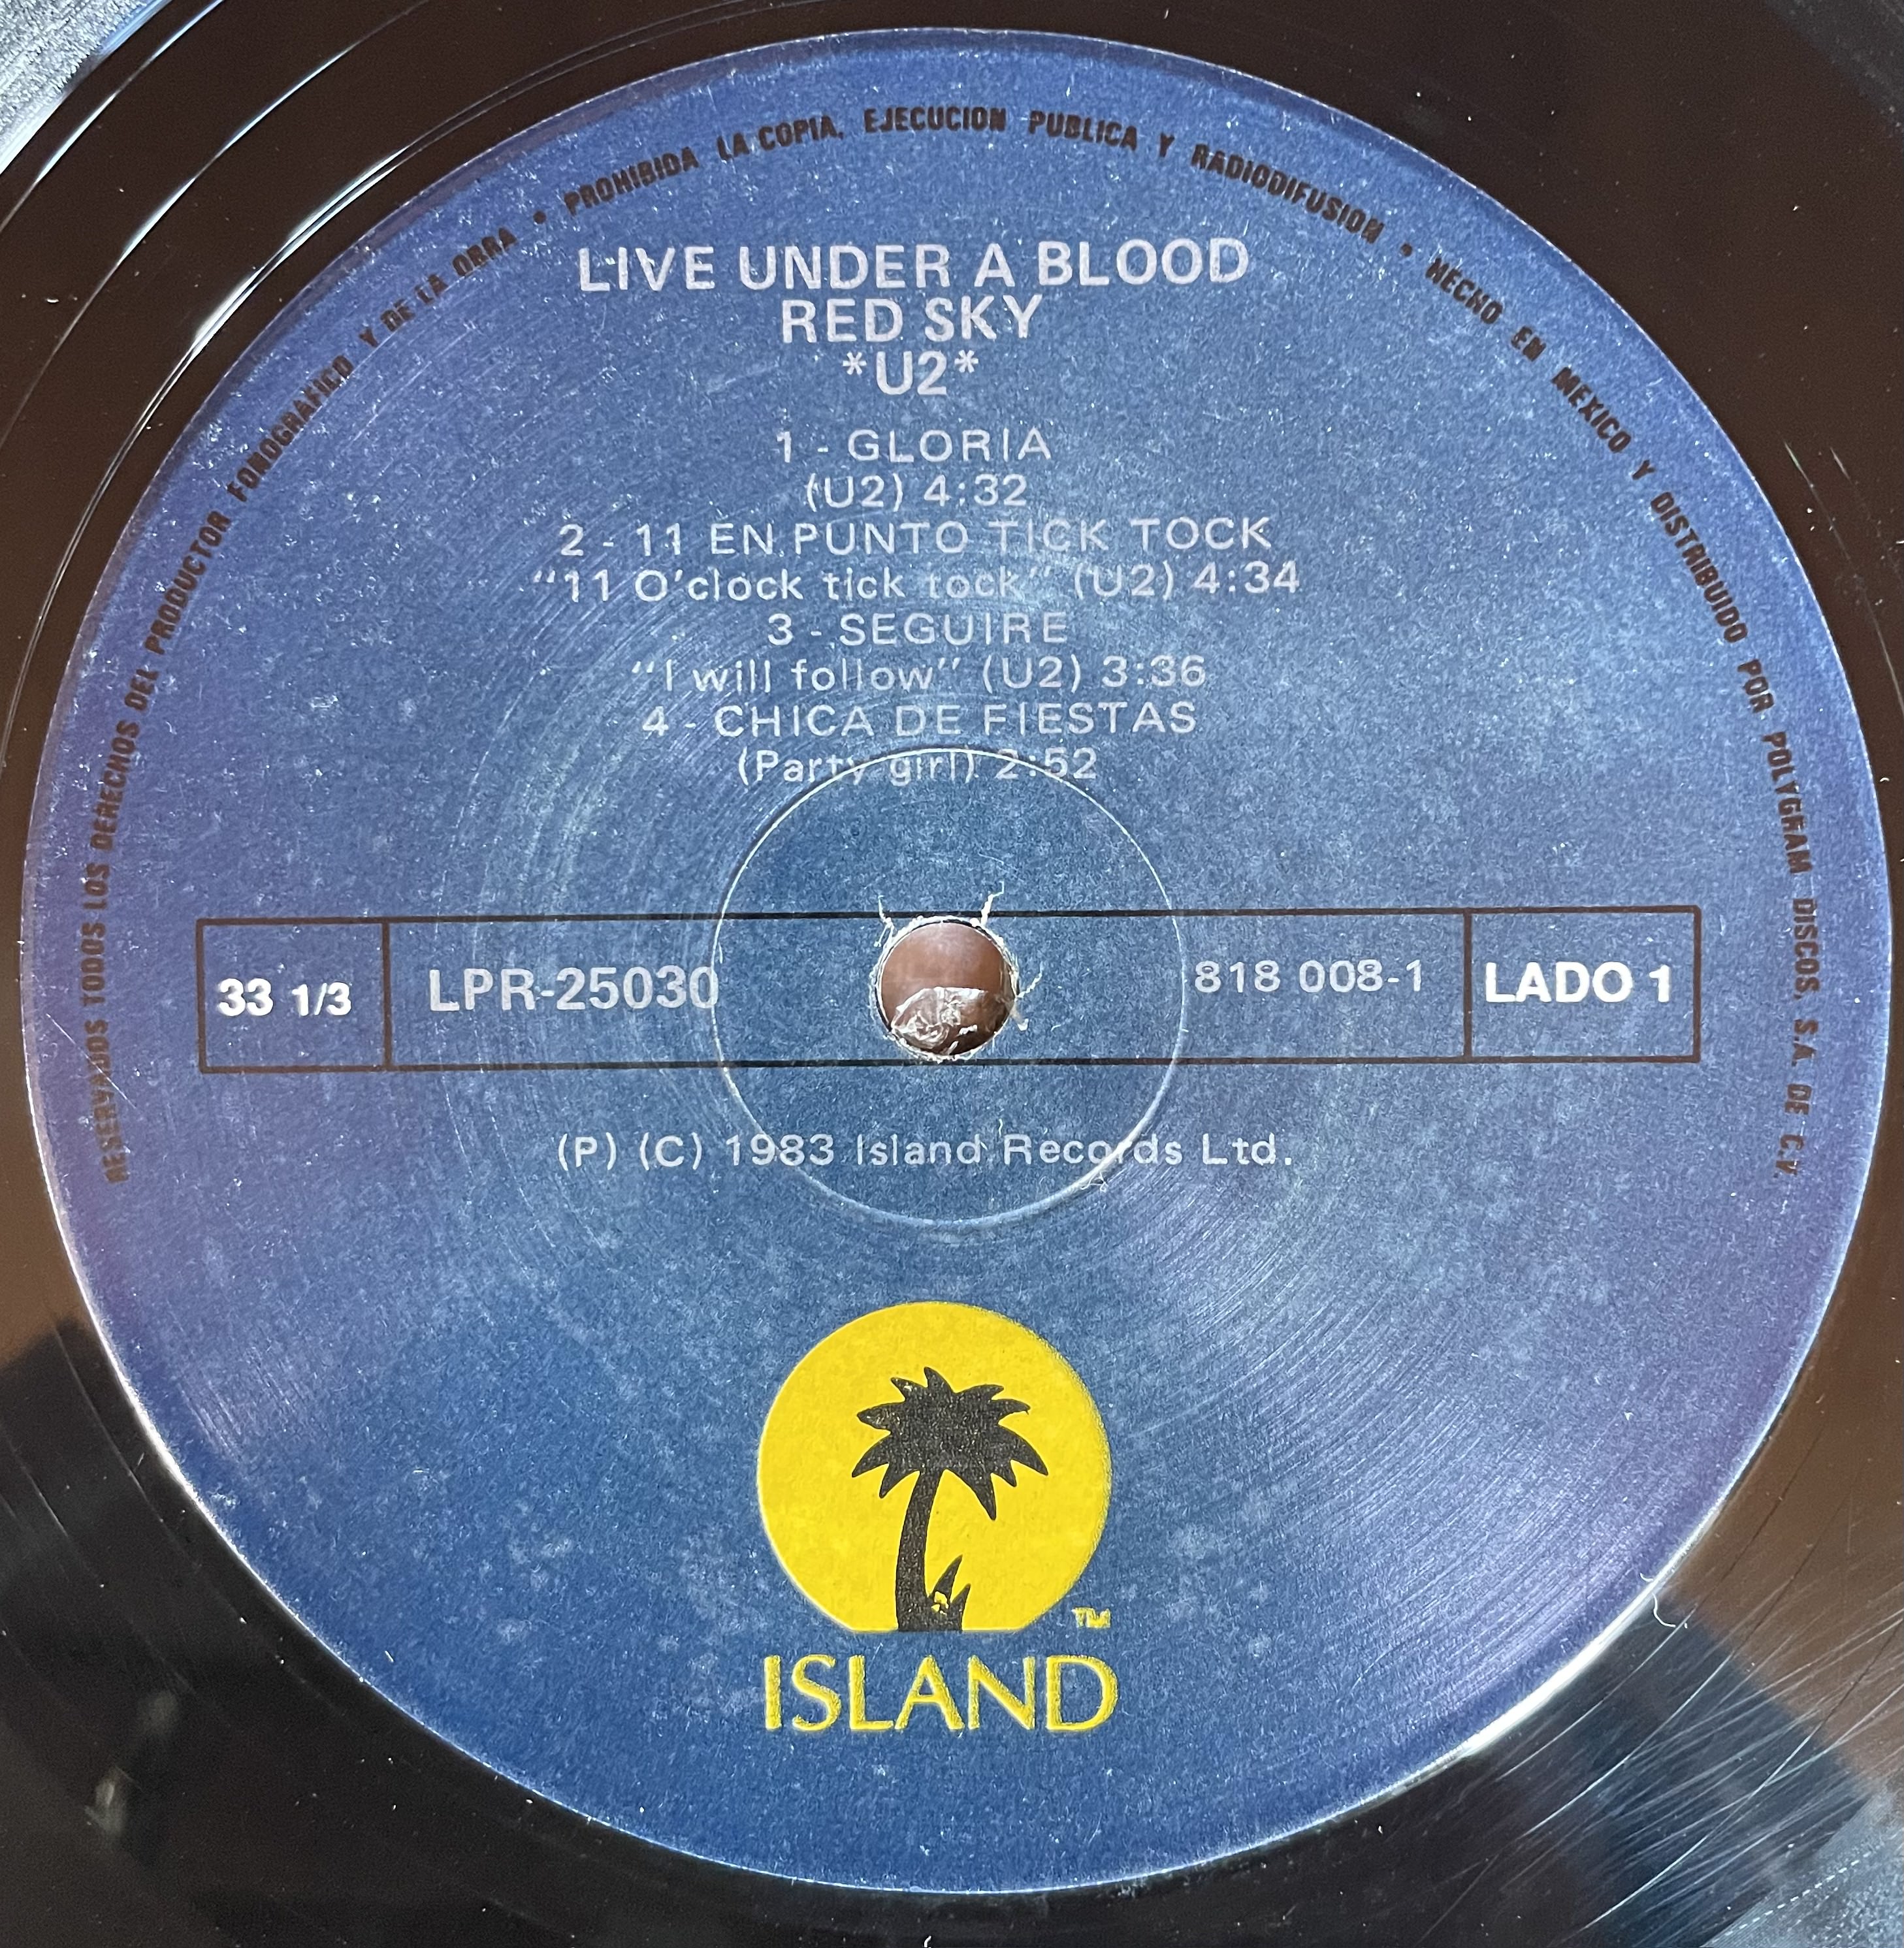 RESERVADOS TODOS LOS DERECHOS DEL PRODUCTOR FONOGRAFICO Y DE LA OBRA • PROHIBIDA LA COPIA, EJECUCION PUBLICA Y RADIODIFUSION • HECHO EN MEXICO Y DISTRIBUIDO POR POLYGRAM DISCOS, S.A. DE C.V.
LIVE UNDER A BLOOD
RED SKY
*U2*
1 - GLORIA
(U2) 4:32
2 - 11 EN PUNTO TICK TOCK
"11 O'clock tick tock" (U2) 4:34
3 - SEGUIRE
"I will follow" (U2) 3:36
4 - CHICA DE FIESTAS
(Party girl) 2:52
33 1/3 LPR-25030 818 008-1 LADO 1
(P) (C) 1983 Island Records Ltd.
TM
ISLAND